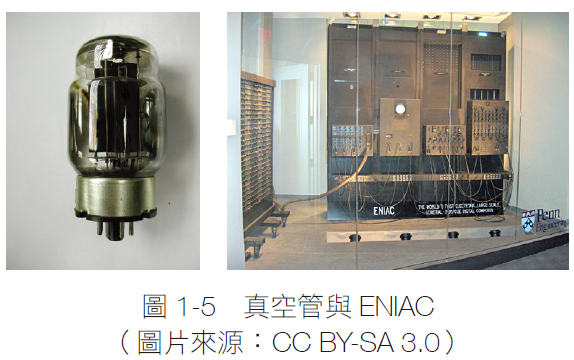 ENIAC
THE WORLD'S FIRST ELECTRONIC, LARGE SCALE,
GENERAL-PURPOSE DIGITAL COMPUTER
Penn
Engineering
圖 1-5 真空管與 ENIAC
（圖片來源：CC BY-SA 3.0）